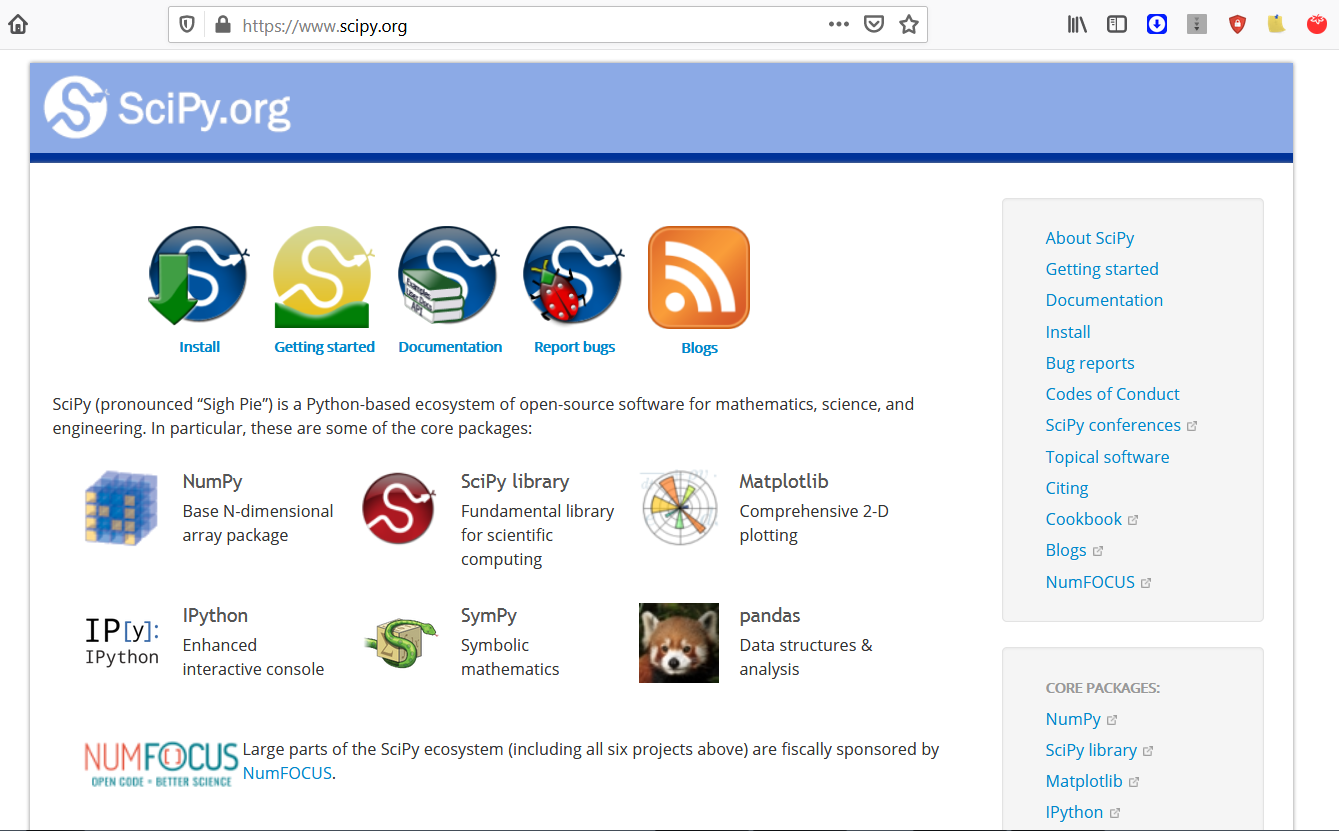 https://www.scipy.org
SciPy.org
Install
Getting started
Documentation
Report bugs
Blogs
SciPy (pronounced “Sigh Pie”) is a Python-based ecosystem of open-source software for mathematics, science, and
engineering. In particular, these are some of the core packages:
NumPy
Base N-dimensional
array package
SciPy library
Fundamental library
for scientific
computing
Matplotlib
Comprehensive 2-D
plotting
IP[y]:
IPython
IPython
Enhanced
interactive console
SymPy
Symbolic
mathematics
pandas
Data structures &
analysis
NUMFOCUS
OPEN CODE = BETTER SCIENCE
Large parts of the SciPy ecosystem (including all six projects above) are fiscally sponsored by
NumFOCUS.
About SciPy
Getting started
Documentation
Install
Bug reports
Codes of Conduct
SciPy conferences
Topical software
Citing
Cookbook
Blogs
NumFOCUS
CORE PACKAGES:
NumPy
SciPy library
Matplotlib
IPython